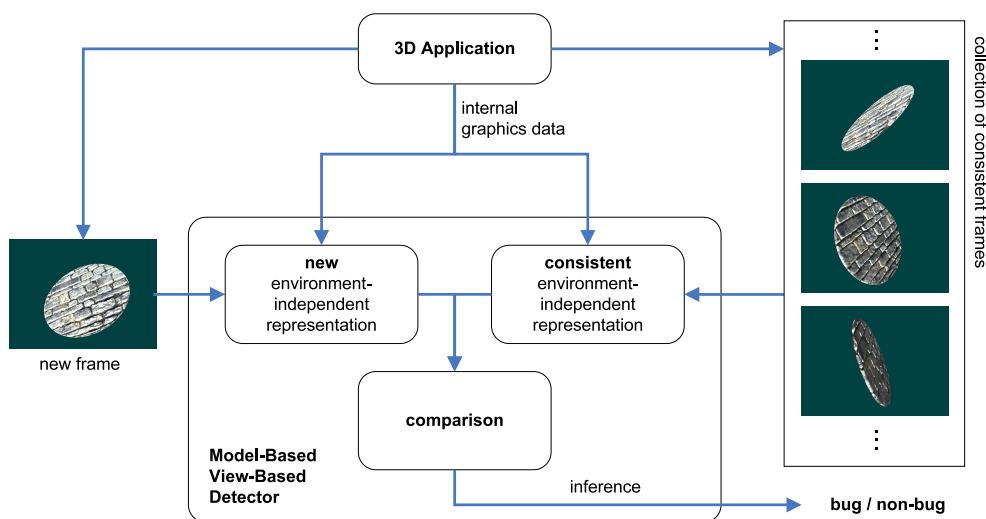 3D Application
internal
graphics data
collection of consistent frames
new
environment-
independent
representation
consistent
environment-
independent
representation
new frame
comparison
Model-Based
View-Based
Detector
inference
bug / non-bug